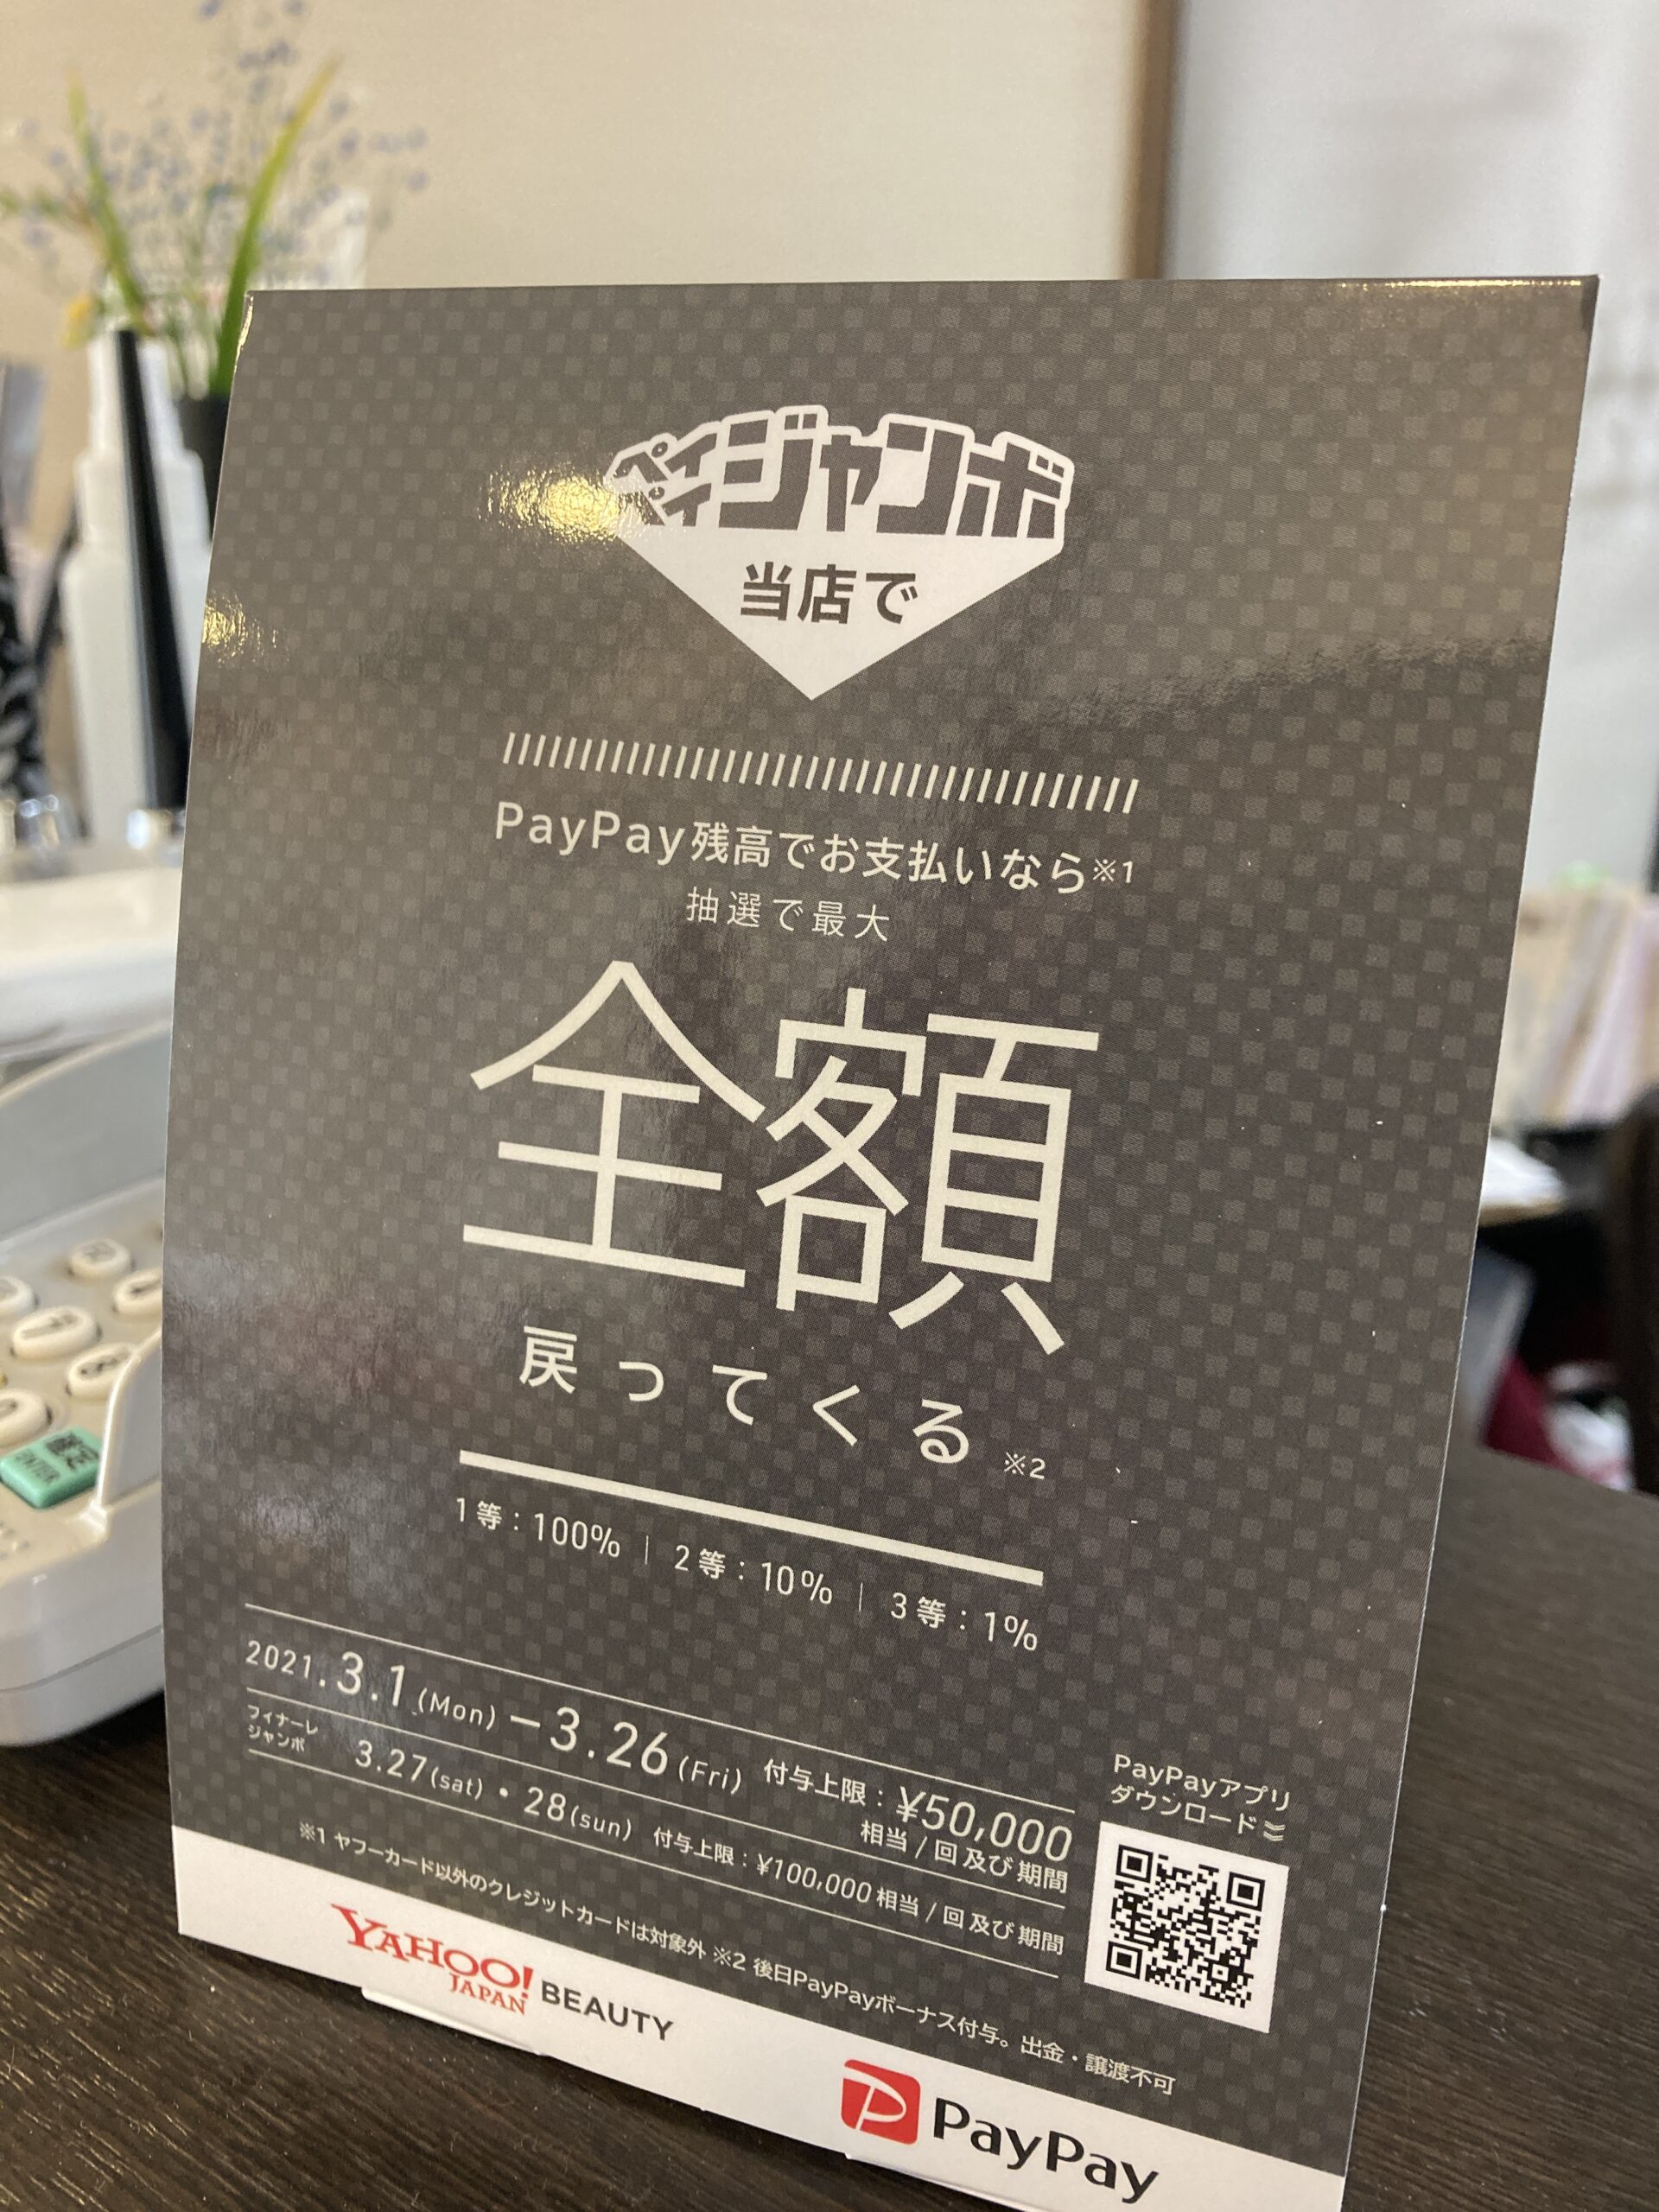 ペイペイジャンボ
当店で
PayPay残高でお支払いなら※1
抽選で最大
全額
戻ってくる※2
1等：100%｜2等：10%｜3等：1%
2021.3.1(Monday)－3.26(Fri) 付与上限：¥50,000
相当/回及び期間
フィナーレ
ジャンボ
3.27(sat)・28(sun) 付与上限：¥100,000相当/回及び期間
※1 ヤフーカード以外のクレジットカードは対象外 ※2 後日PayPayボーナス付与。出金・譲渡不可
PayPayアプリ
ダウンロード
YAHOO!
JAPAN
BEAUTY
PayPay
ENTER